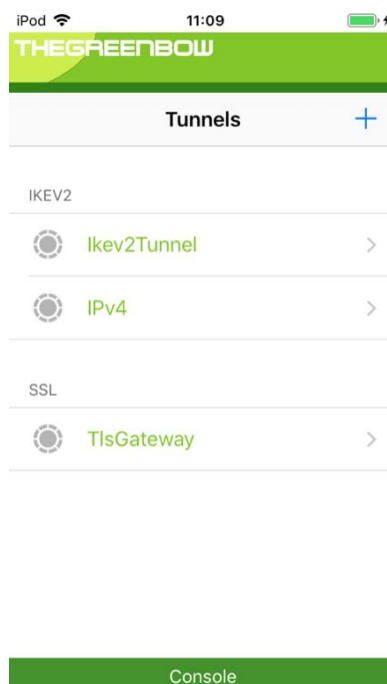 iPod 11:09
THEGREENBOW
Tunnels
IKEV2
Ikev2Tunnel
IPv4
SSL
TlsGateway
Console